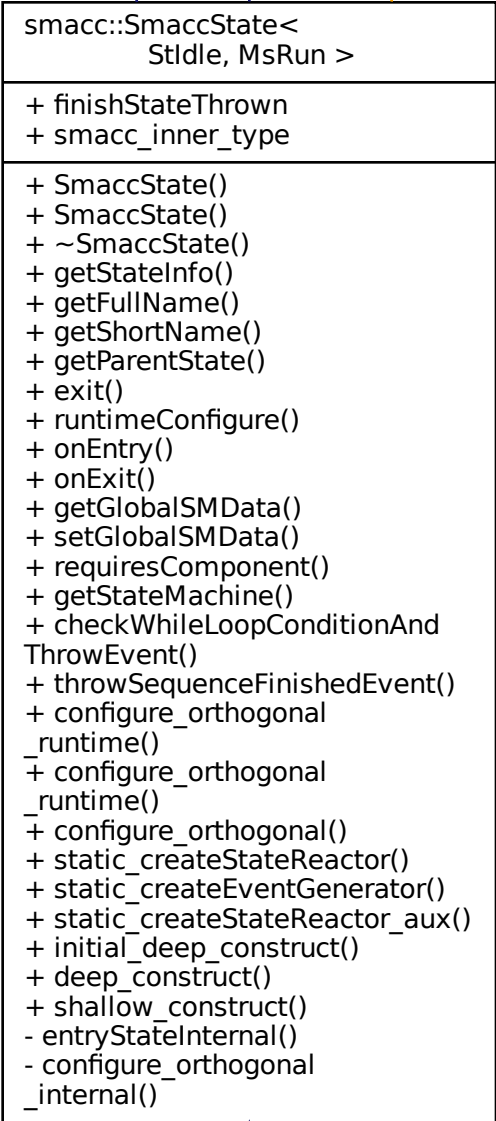 smacc::SmaccState<
StIdle, MsRun >
+ finishStateThrown
+ smacc_inner_type
+ SmaccState()
+ SmaccState()
+ ~SmaccState()
+ getStateInfo()
+ getFullName()
+ getShortName()
+ getParentState()
+ exit()
+ runtimeConfigure()
+ onEntry()
+ onExit()
+ getGlobalSMData()
+ setGlobalSMData()
+ requiresComponent()
+ getStateMachine()
+ checkWhileLoopConditionAnd
ThrowEvent()
+ throwSequenceFinishedEvent()
+ configure_orthogonal
_runtime()
+ configure_orthogonal
_runtime()
+ configure_orthogonal()
+ static_createStateReactor()
+ static_createEventGenerator()
+ static_createStateReactor_aux()
+ initial_deep_construct()
+ deep_construct()
+ shallow_construct()
- entryStateInternal()
- configure_orthogonal
_internal()